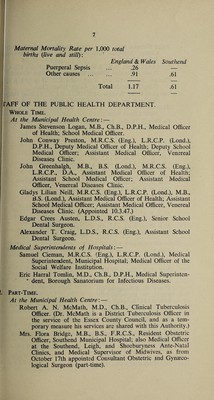 2
Maternal Mortality Rate per 1,000 total
births (live and still):
England & Wales Southend
Puerperal Sepsis .26 —
Other causes ... ... .91 .61
Total 1.17 .61
TAFF OF THE PUBLIC HEALTH DEPARTMENT.
WHOLE TIME.
At the Municipal Health Centre:—
James Stevenson Logan, M.B., Ch.B., D.P.H., Medical Officer
of Health; School Medical Officer.
John Conway Preston, M.R.C.S. (Eng.), L.R.C.P. (Lond.),
D.P.H., Deputy Medical Officer of Health; Deputy School
Medical Officer; Assistant Medical Officer, Venereal
Diseases Clinic.
John Greenhalgh, M.B., B.S. (Lond.), M.R.C.S. (Eng.),
L.R.C.P., D.A., Assistant Medical Officer of Health,
Assistant School Medical Officer; Assistant Medical
Officer, Venereal Diseases Clinic.
Gladys Lilian Neill, M.R.C.S. (Eng.), L.R.C.P. (Lond.), M.B.,
B.S. (Lond.), Assistant Medical Officer of Health; Assistant
School Medical Officer; Assistant Medical Officer, Venereal
Diseases Clinic. (Appointed 10.3.47.)
Edgar Crees Austen, L.D.S., R.C.S. (Eng.), Senior School
Dental Surgeon.
Alexander T. Craig, L.D.S., R.C.S. (Eng.), Assistant School
Dental Surgeon.
Medical Superintendents of Hospitals:—
Samuel Cieman, M.R.C.S. (Eng.), L.R.C.P. (Lond.), Medical
Superintendent, Municipal Hospital; Medical Officer of the
Social Welfare Institution.
Eric Harral Tomlin, M.D., Ch.B., D.P.H., Medical Superinten-
dent, Borough Sanatorium for Infectious Diseases.
PART-TIME.
At the Municipal Health Centre:—
Robert A. N. McMath, M.D., Ch.B., Clinical Tuberculosis
Officer. (Dr. McMath is a District Tuberculosis Officer in
the service of the Essex County Council, and as a tem-
porary measure his services are shared with this Authority.)
Mrs. Flora Bridge, M.B., B.S., F.R.C.S., Resident Obstetric
Officer, Southend Municipal Hospital; also Medical Officer
at the Southend, Leigh, and Shoeburyness Ante-Natal
Clinics, and Medical Supervisor of Midwives, as from
October 17th appointed Consultant Obstetric and Gynæco-
logical Surgeon (part-time).